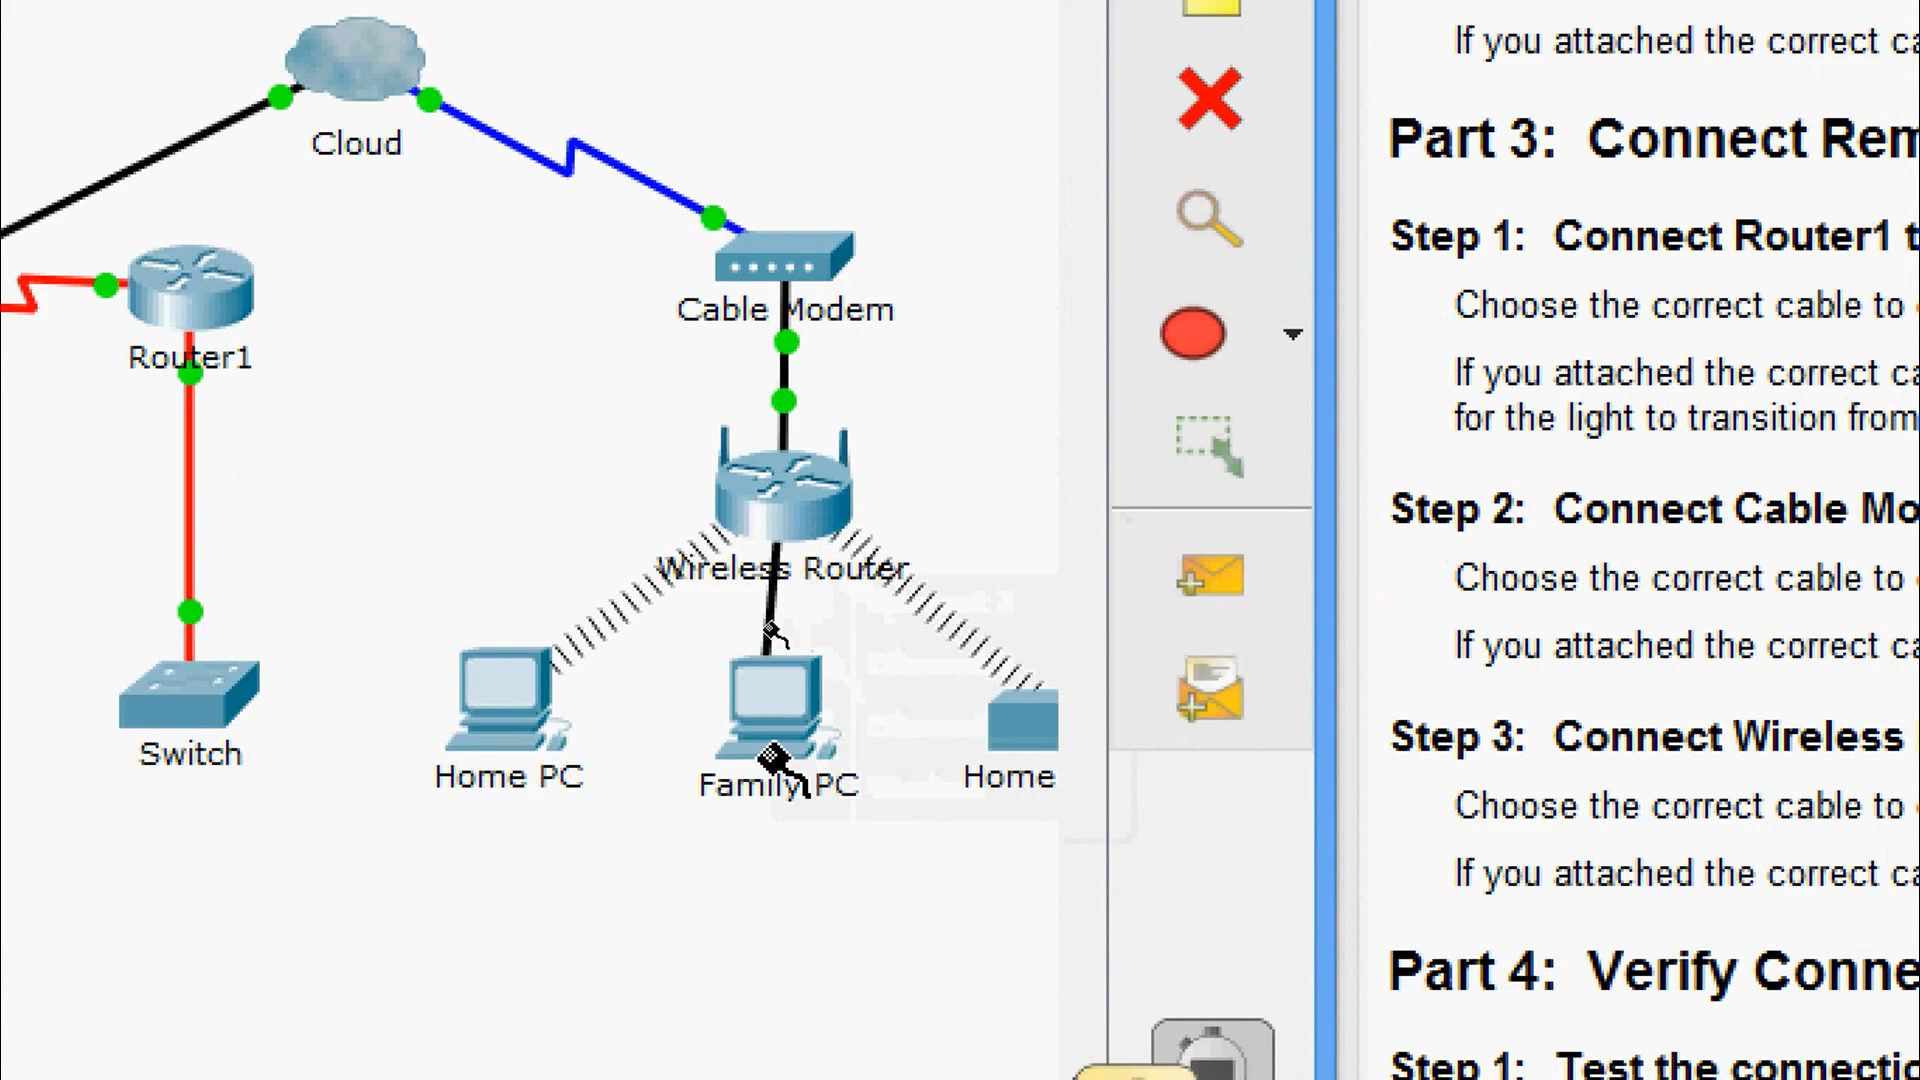 Cloud
Cable Modem
Router1
Wireless Router
Switch
Home PC
Family PC
Home
If you attached the correct ca
Part 3: Connect Rem
Step 1: Connect Router1 t
Choose the correct cable to
If you attached the correct ca
for the light to transition from
Step 2: Connect Cable Mo
Choose the correct cable to
If you attached the correct ca
Step 3: Connect Wireless
Choose the correct cable to
If you attached the correct ca
Part 4: Verify Conne
Step 1: Test the connectio